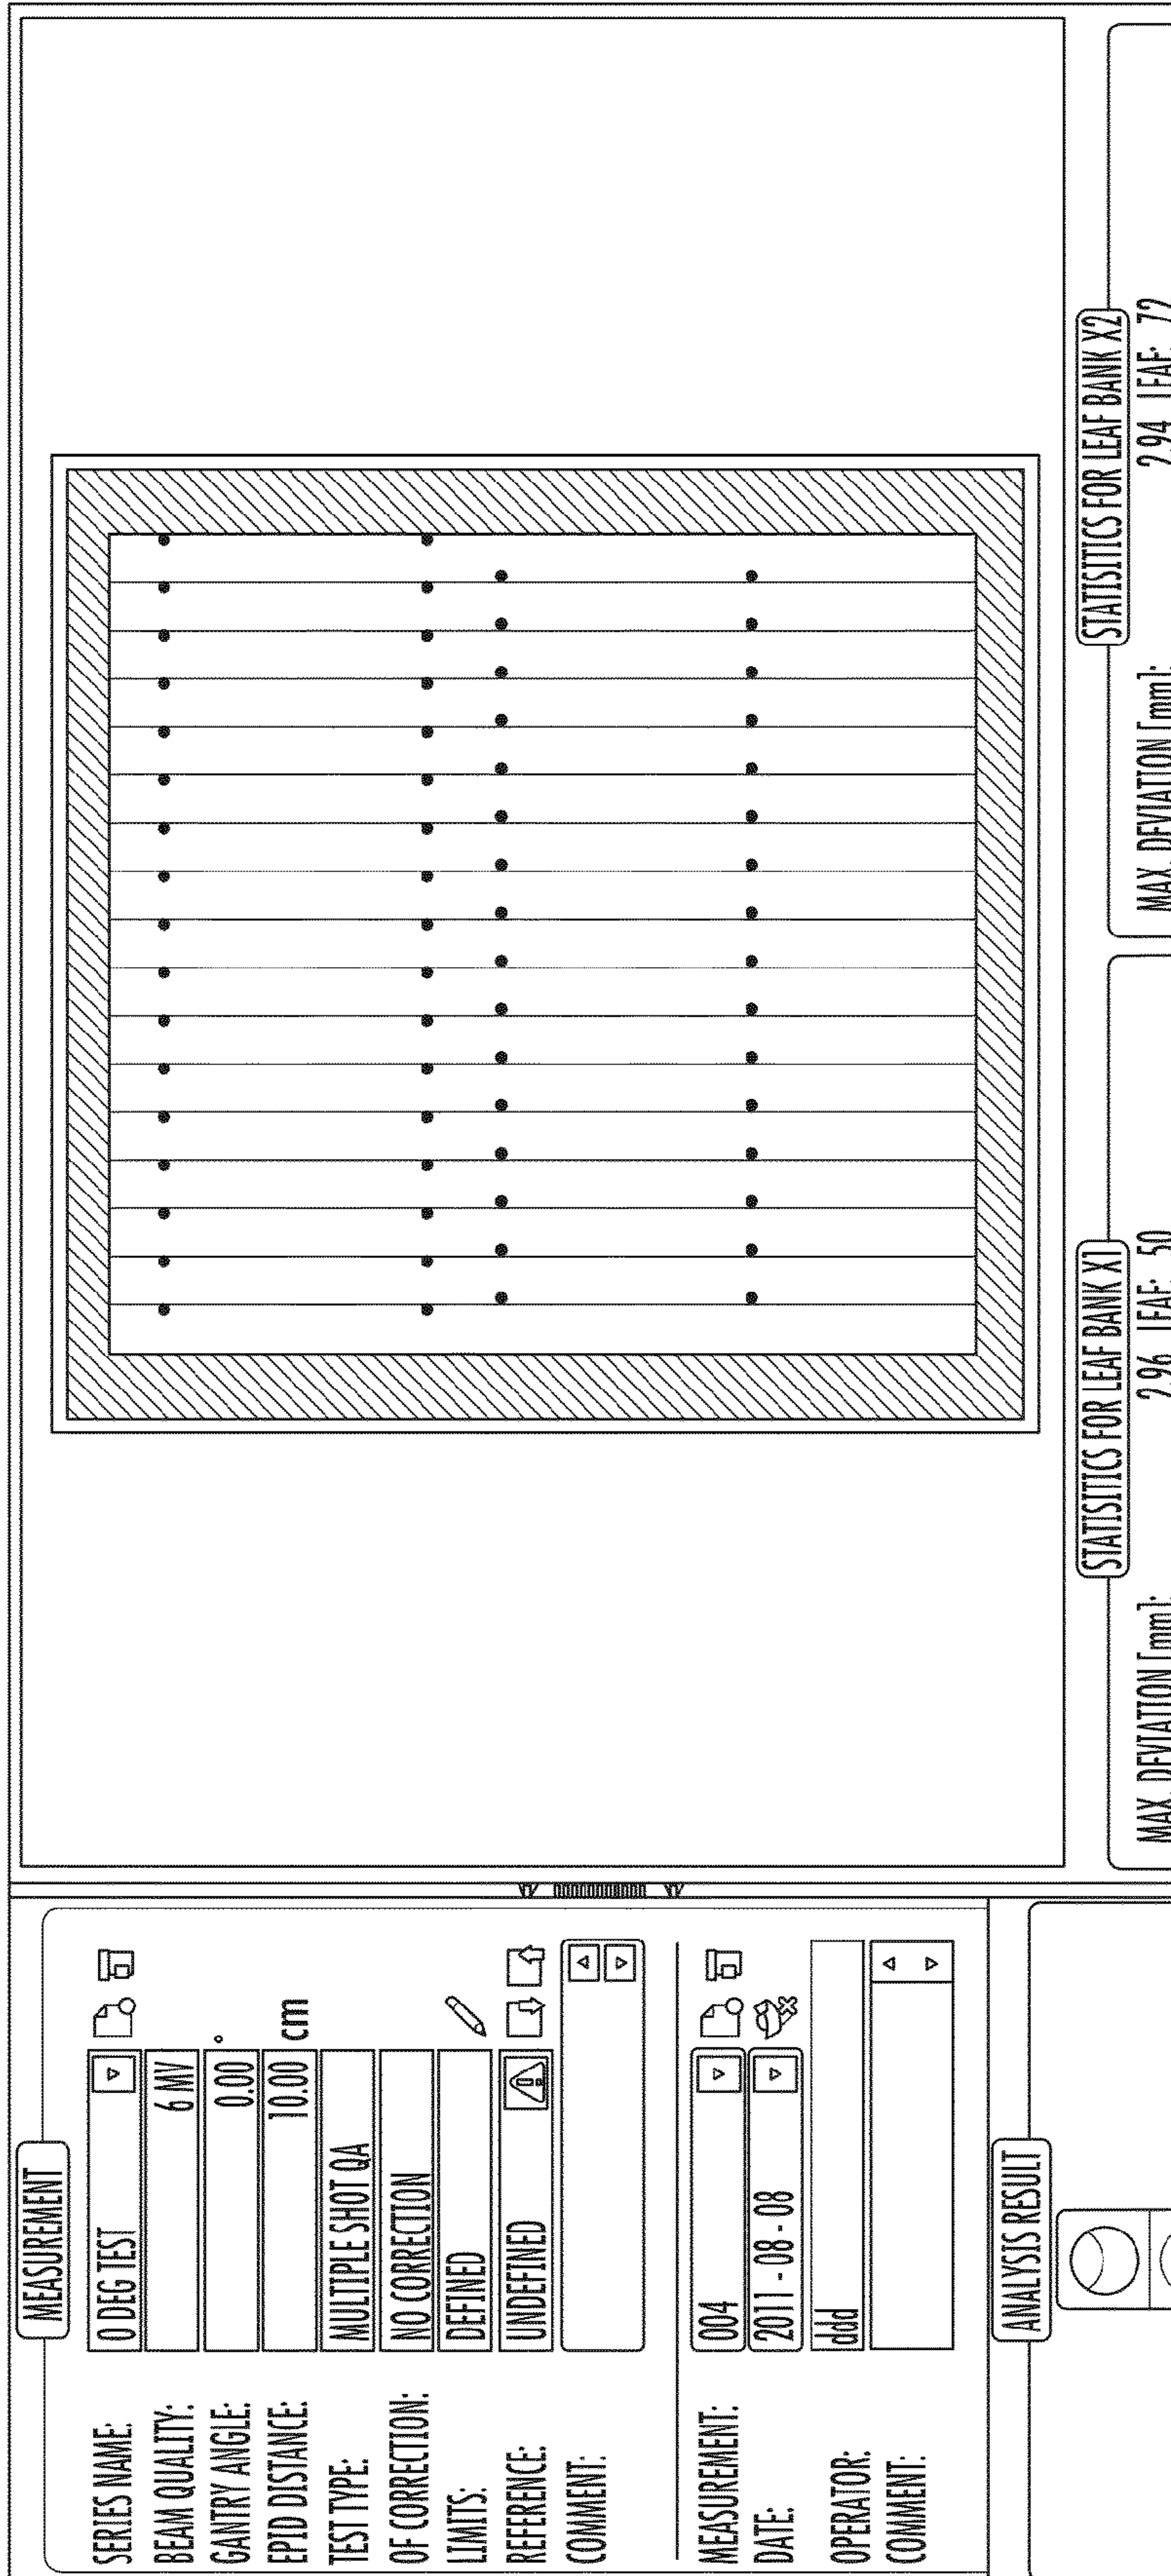 MEASUREMENT
SERIES NAME: 0 DEG TEST
BEAM QUALITY: 6 MV
GANTRY ANGLE: 0.00 °
EPID DISTANCE: 10.00 cm
TEST TYPE: MULTIPLE SHOT QA
OF CORRECTION: NO CORRECTION
LIMITS: DEFINED
REFERENCE: UNDEFINED
COMMENT:
MEASUREMENT: 004
DATE: 2011 - 08 - 08
OPERATOR: ddd
COMMENT:
ANALYSIS RESULT
STATISITICS FOR LEAF BANK X1
MAX. DEVIATION [mm]: 2.96 LEAF: 50
STATISITICS FOR LEAF BANK X2
MAX. DEVIATION [mm]: 2.94 LEAF: 72